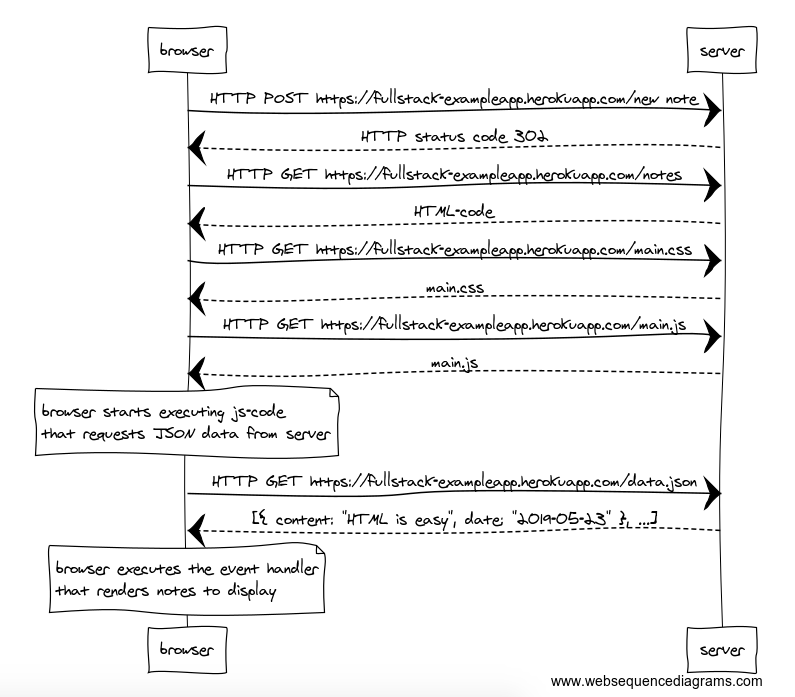 browser
server
HTTP POST https://fullstack-exampleapp.herokuapp.com/new note
HTTP status code 302
HTTP GET https://fullstack-exampleapp.herokuapp.com/notes
HTML-code
HTTP GET https://fullstack-exampleapp.herokuapp.com/main.css
main.css
HTTP GET https://fullstack-exampleapp.herokuapp.com/main.js
main.js
browser starts executing js-code
that requests JSON data from server
HTTP GET https://fullstack-exampleapp.herokuapp.com/data.json
[{ content: "HTML is easy", date: "2019-05-23" }, ...]
browser executes the event handler
that renders notes to display
browser
server
www.websequencediagrams.com